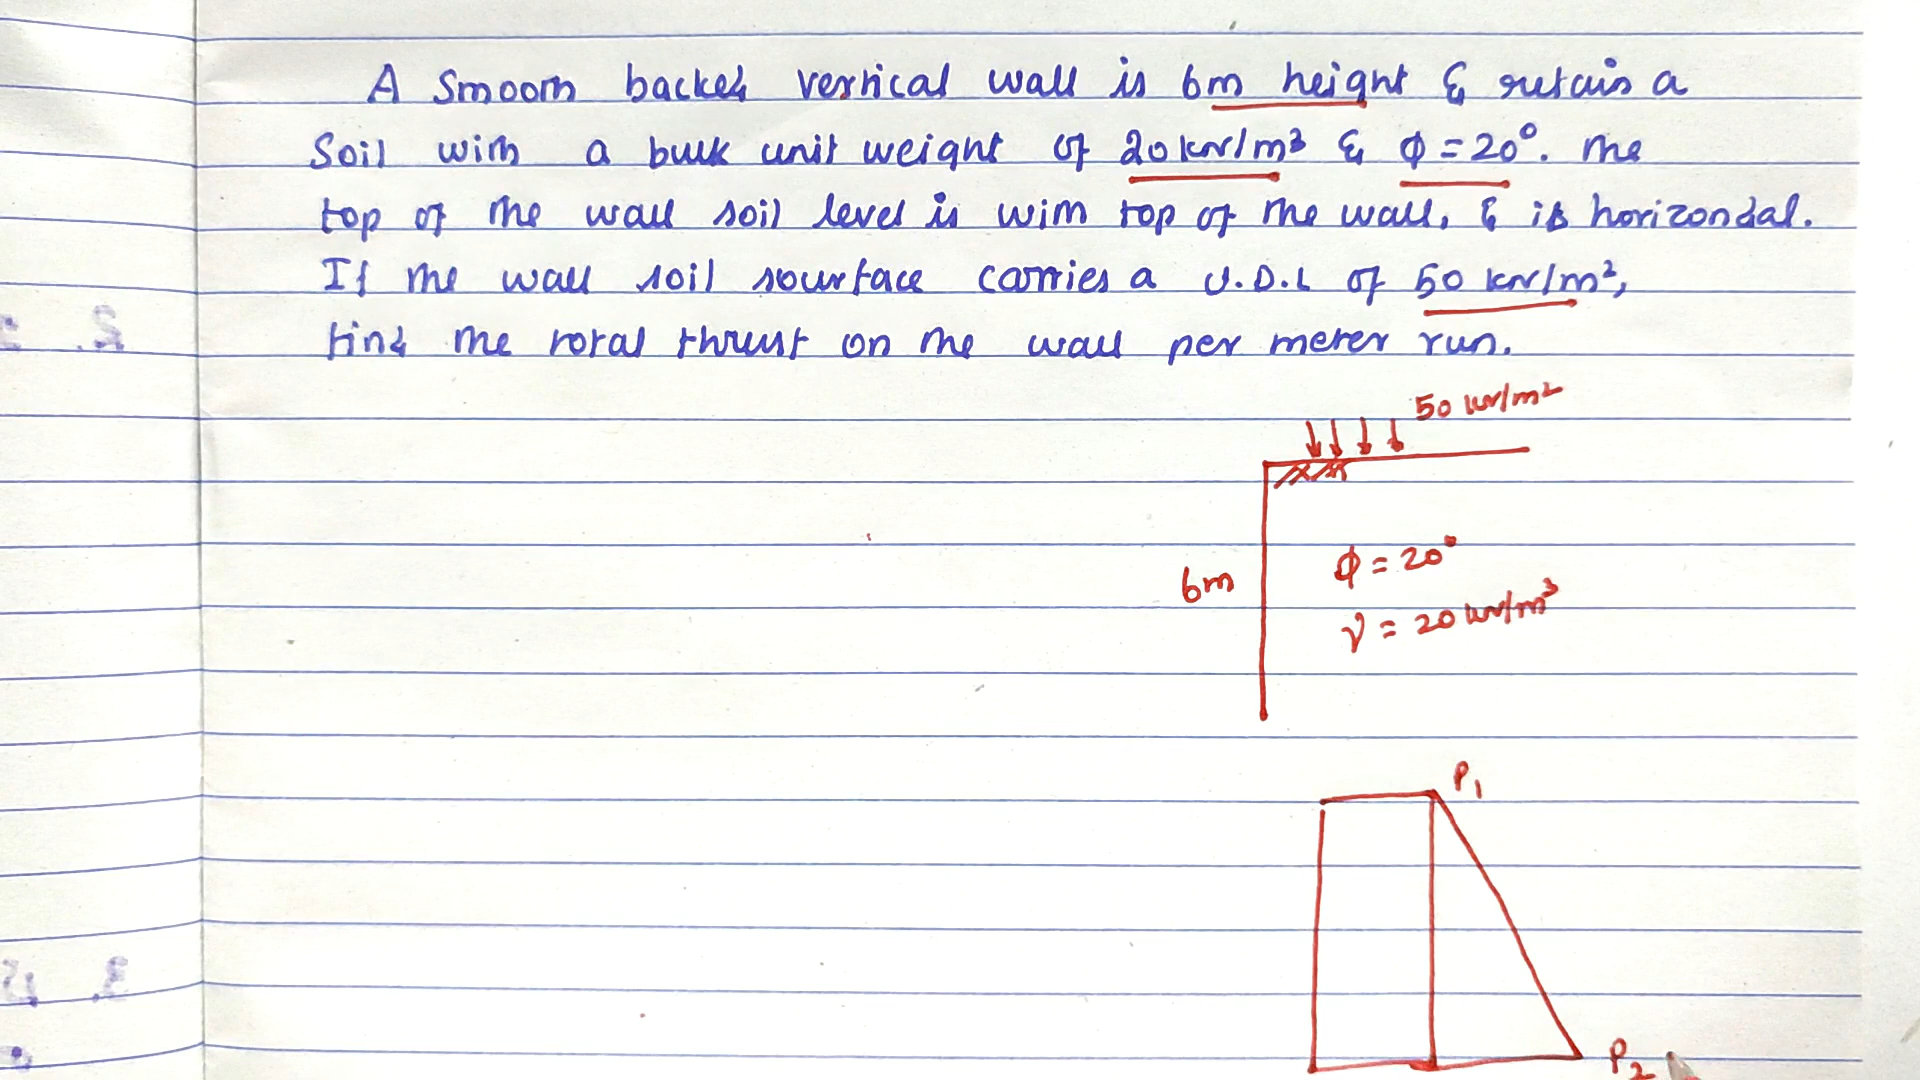 A smooth backed vertical wall is 6m height & retain a
soil with a bulk unit weight of 20 kN/m³ & φ = 20°. The
top of the wall soil level is with top of the wall, & is horizondal.
If the wall soil sourface carries a U.D.L of 50 kN/m²,
find the total thrust on the wall per meter run.
50 kN/m²
φ = 20°
6m
γ = 20 kN/m³
P₁
P₂